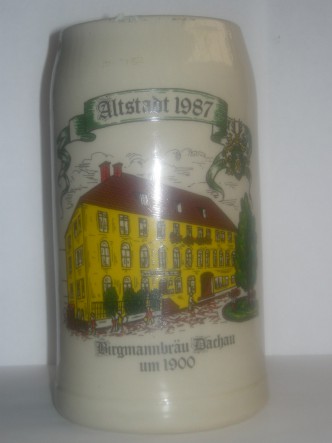 Altstadt 1987
Birgmannbräu Dachau
um 1900